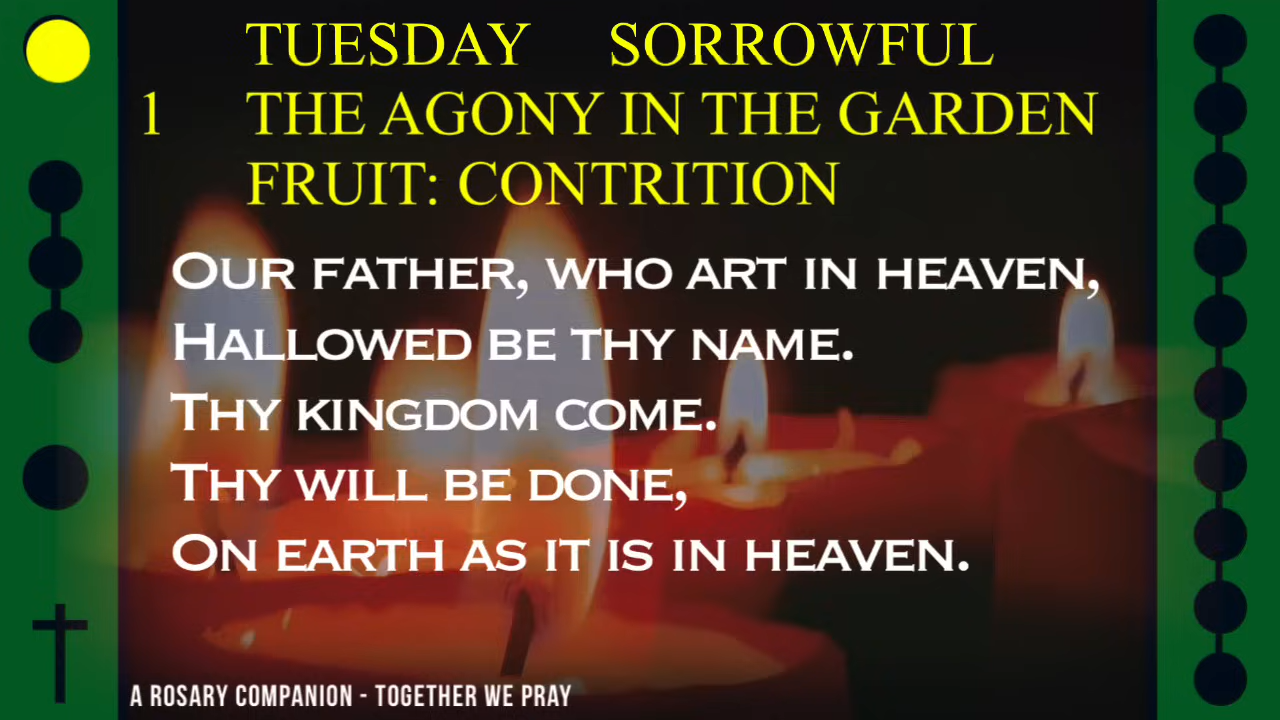 TUESDAY SORROWFUL
1 THE AGONY IN THE GARDEN
FRUIT: CONTRITION
OUR FATHER, WHO ART IN HEAVEN,
HALLOWED BE THY NAME.
THY KINGDOM COME.
THY WILL BE DONE,
ON EARTH AS IT IS IN HEAVEN.
A ROSARY COMPANION - TOGETHER WE PRAY